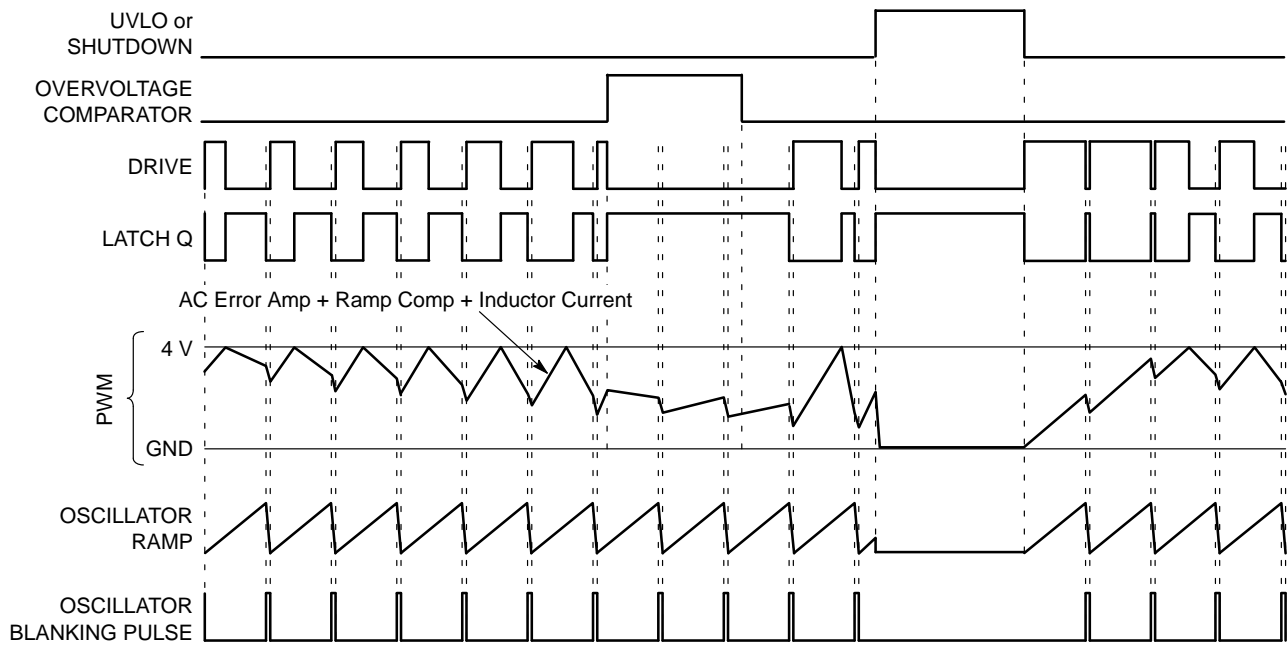 UVLO or
SHUTDOWN
OVERVOLTAGE
COMPARATOR
DRIVE
LATCH Q
AC Error Amp + Ramp Comp + Inductor Current
4 V
PWM
GND
OSCILLATOR
RAMP
OSCILLATOR
BLANKING PULSE